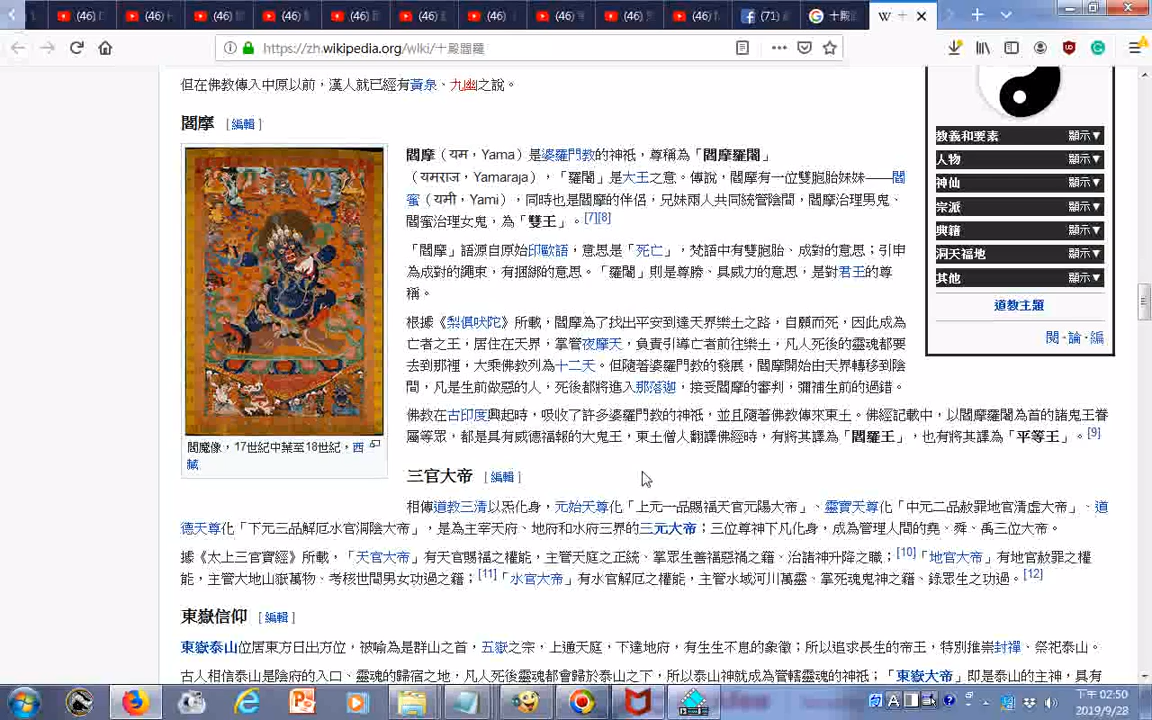 (46)
(46)
(46)
(46)
(46)
(46)
(46)
(46)
(46)
(46)
(71)
十殿
W
https://zh.wikipedia.org/wiki/十殿閻羅
但在佛教傳入中原以前，漢人就已經有黃泉、九幽之說。
閻摩 [編輯]
閻摩像，17世紀中葉至18世紀，西
藏
閻摩（यम，Yama）是婆羅門教的神祇，尊稱為「閻摩羅闍」
（यमराज，Yamaraja），「羅闍」是大王之意。傳說，閻摩有一位雙胞胎妹妹——閻
蜜（यमी，Yami），同時也是閻摩的伴侶，兄妹兩人共同統管陰間，閻摩治理男鬼、
閻蜜治理女鬼，為「雙王」。[7][8]
「閻摩」語源自原始印歐語，意思是「死亡」，梵語中有雙胞胎、成對的意思；引申
為成對的繩束，有捆綁的意思。「羅闍」則是尊勝、具威力的意思，是對君王的尊
稱。
根據《梨俱吠陀》所載，閻摩為了找出平安到達天界樂土之路，自願而死，因此成為
亡者之王，居住在天界，掌管夜摩天，負責引導亡者前往樂土，凡人死後的靈魂都要
去到那裡，大乘佛教列為十二天。但隨著婆羅門教的發展，閻摩開始由天界轉移到陰
間，凡是生前做惡的人，死後都將進入那落迦，接受閻摩的審判，彌補生前的過錯。
佛教在古印度興起時，吸收了許多婆羅門教的神祇，並且隨著佛教傳來東土。佛經記載中，以閻摩羅闍為首的諸鬼王眷
屬等眾，都是具有威德福報的大鬼王，東土僧人翻譯佛經時，有將其譯為「閻羅王」，也有將其譯為「平等王」。[9]
三官大帝 [編輯]
相傳道教三清以炁化身，元始天尊化「上元一品賜福天官元陽大帝」、靈寶天尊化「中元二品赦罪地官清虛大帝」、道
德天尊化「下元三品解厄水官洞陰大帝」，是為主宰天府、地府和水府三界的三元大帝；三位尊神下凡化身，成為管理人間的堯、舜、禹三位大帝。
據《太上三官寶經》所載，「天官大帝」有天官賜福之權能，主管天庭之正統、掌眾生善福惡禍之籍、治諸神升降之職；[10]「地官大帝」有地官赦罪之權
能，主管大地山嶽萬物、考核世間男女功過之籍；[11]「水官大帝」有水官解厄之權能，主管水域河川萬靈、掌死魂鬼神之籍、錄眾生之功過。[12]
東嶽信仰 [編輯]
東嶽泰山位居東方日出方位，被喻為是群山之首，五嶽之宗，上通天庭，下達地府，有生生不息的象徵；所以追求長生的帝王，特別推崇封禪、祭祀泰山。
古人相信泰山是陰府的入口、靈魂的歸宿之地，凡人死後靈魂都會歸於泰山之下，所以泰山神就成為管轄靈魂的神祇；「東嶽大帝」即是泰山的主神，具有
教義和要素 顯示▼
人物 顯示▼
神仙 顯示▼
宗派 顯示▼
典籍 顯示▼
洞天福地 顯示▼
其他 顯示▼
道教主題
閱·論·編
下午 02:50
2019/9/28